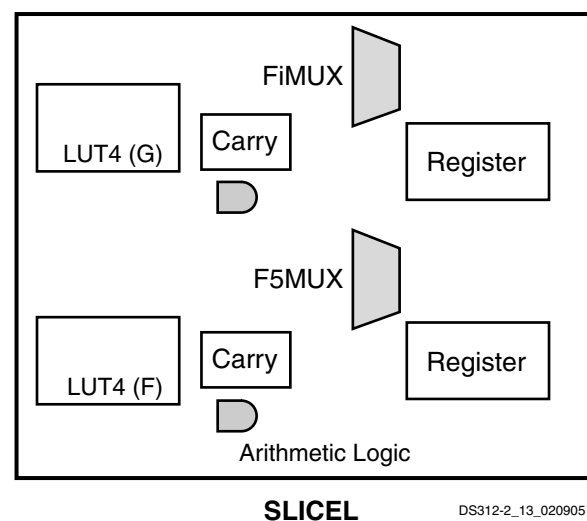 FiMUX
Carry
LUT4 (G)
Register
F5MUX
Carry
LUT4 (F)
Register
Arithmetic Logic
SLICEL
DS312-2_13_020905